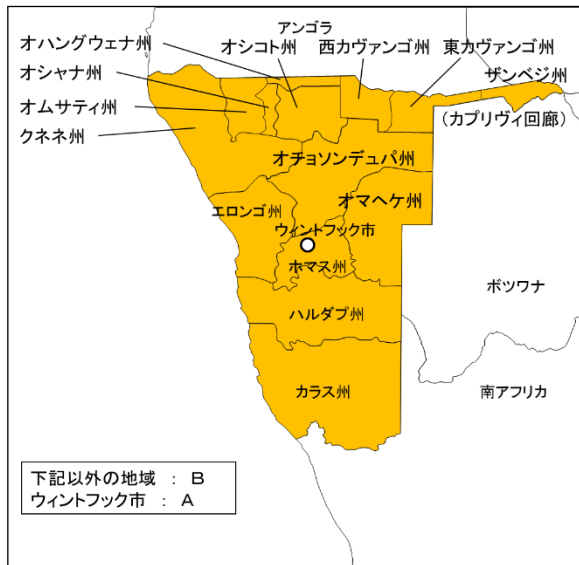 アンゴラ
オハングウェナ州
オシコト州
西カヴァンゴ州
東カヴァンゴ州
オシャナ州
ザンベジ州
オムサティ州
(カプリヴィ回廊)
クネネ州
オチョソンデュパ州
オマヘケ州
エロンゴ州
ウィントフック市
ホマス州
ボツワナ
ハルダプ州
カラス州
南アフリカ
下記以外の地域 : B
ウィントフック市 : A